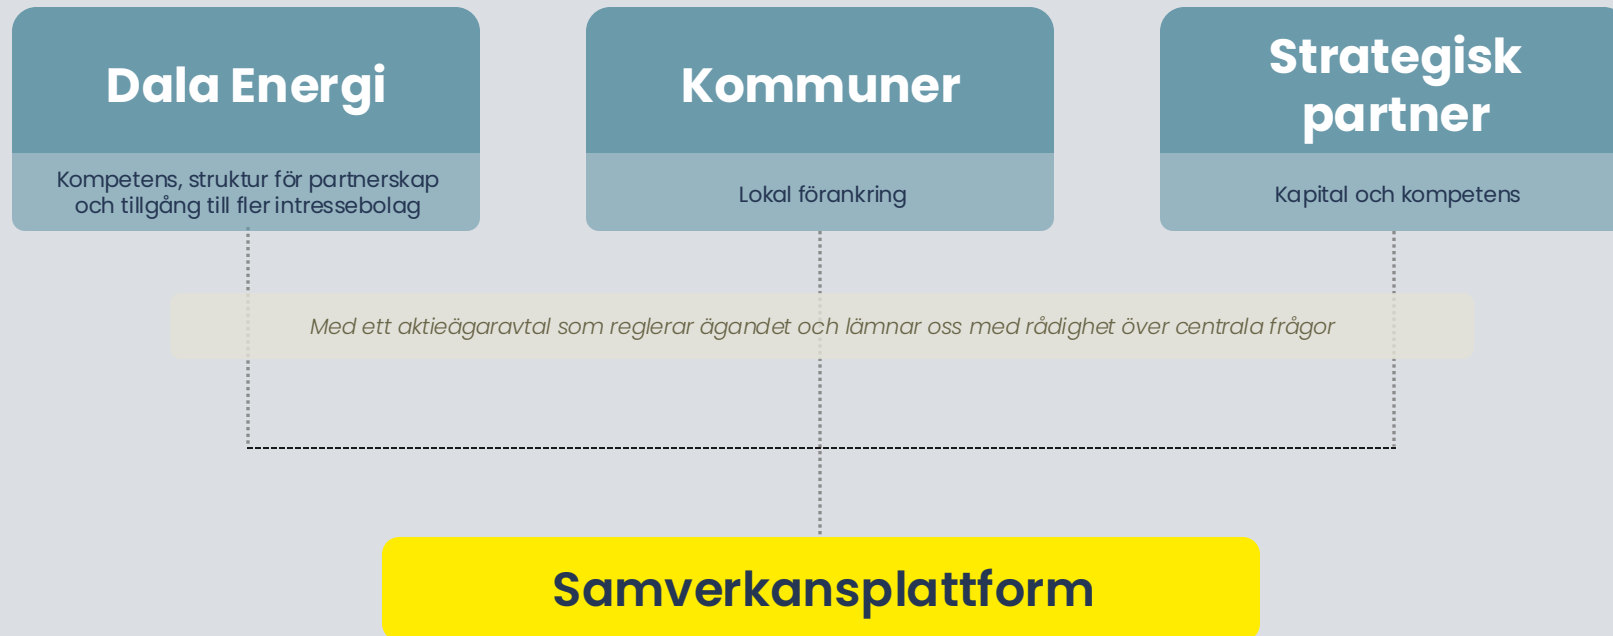 Dala Energi
Kompetens, struktur för partnerskap
och tillgång till fler intressebolag
Kommuner
Lokal förankring
Strategisk
partner
Kapital och kompetens
Med ett aktieägaravtal som reglerar ägandet och lämnar oss med rådighet över centrala frågor
Samverkansplattform